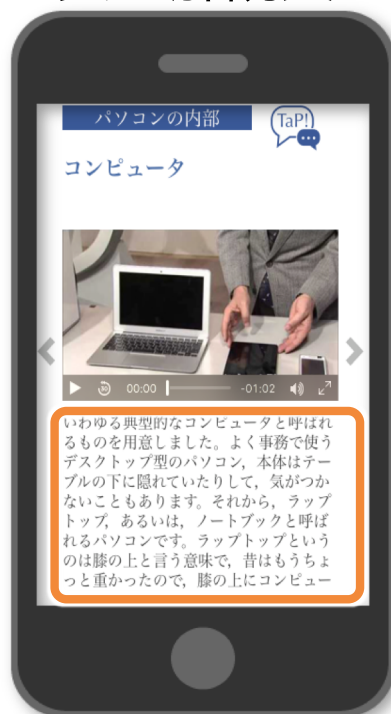 パソコンの内部
TaP!
コンピュータ
30
00:00
-01:02
いわゆる典型的なコンピュータと呼ばれ
るものを用意しました。よく事務で使う
デスクトップ型のパソコン，本体はテー
ブルの下に隠れていたりして，気がつか
ないこともあります。それから，ラップ
トップ，あるいは，ノートブックと呼ば
れるパソコンです。ラップトップという
のは膝の上と言う意味で，昔はもうちょ
っと重かったので，膝の上にコンピュー